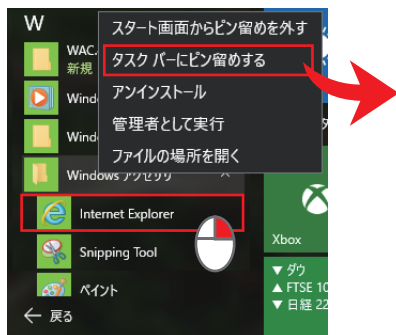 W
スタート画面からピン留めを外す
WAC.
新規
タスク バーにピン留めする
Wind
アンインストール
管理者として実行
Wind
ファイルの場所を開く
Windows アクセサリ
Internet Explorer
Snipping Tool
Xbox
ペイント
▼ ダウ
▲ FTSE 10
▼ 日経 22
← 戻る